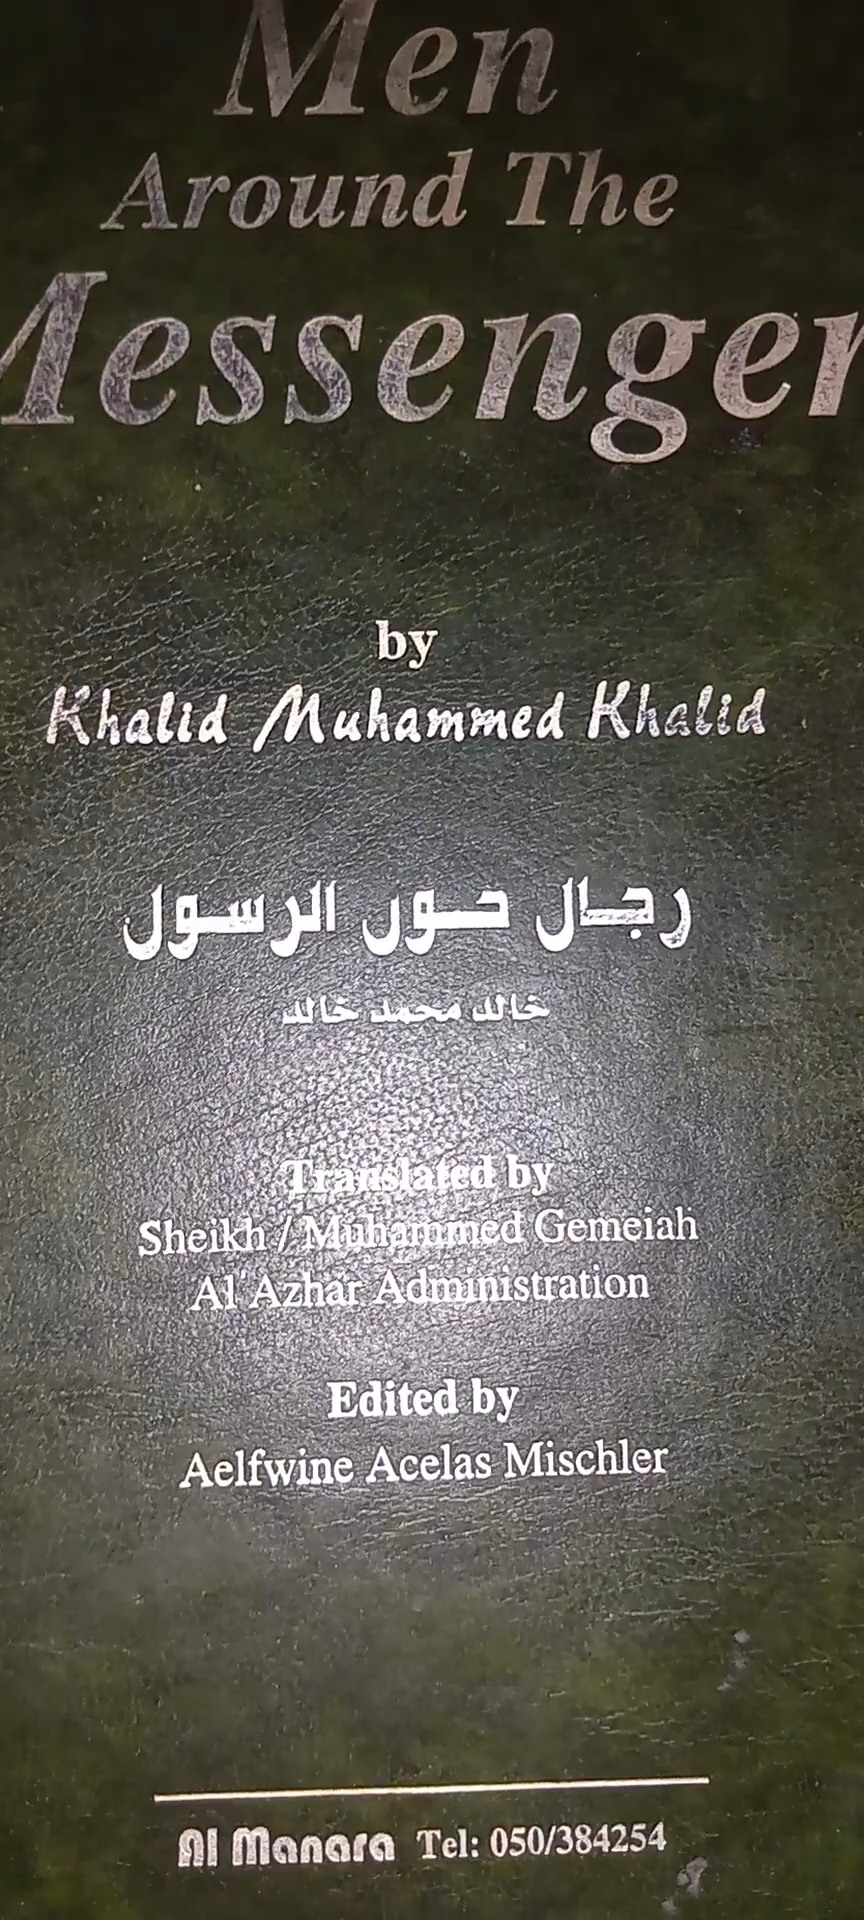 Men
Around The
Messenger
by
Khalid Muhammed Khalid
رجال حول الرسول
خالد محمد خالد
Translated by
Sheikh / Muhammed Gemeiah
Al'Azhar Administration
Edited by
Aelfwine Acelas Mischler
Al Manara Tel: 050/384254